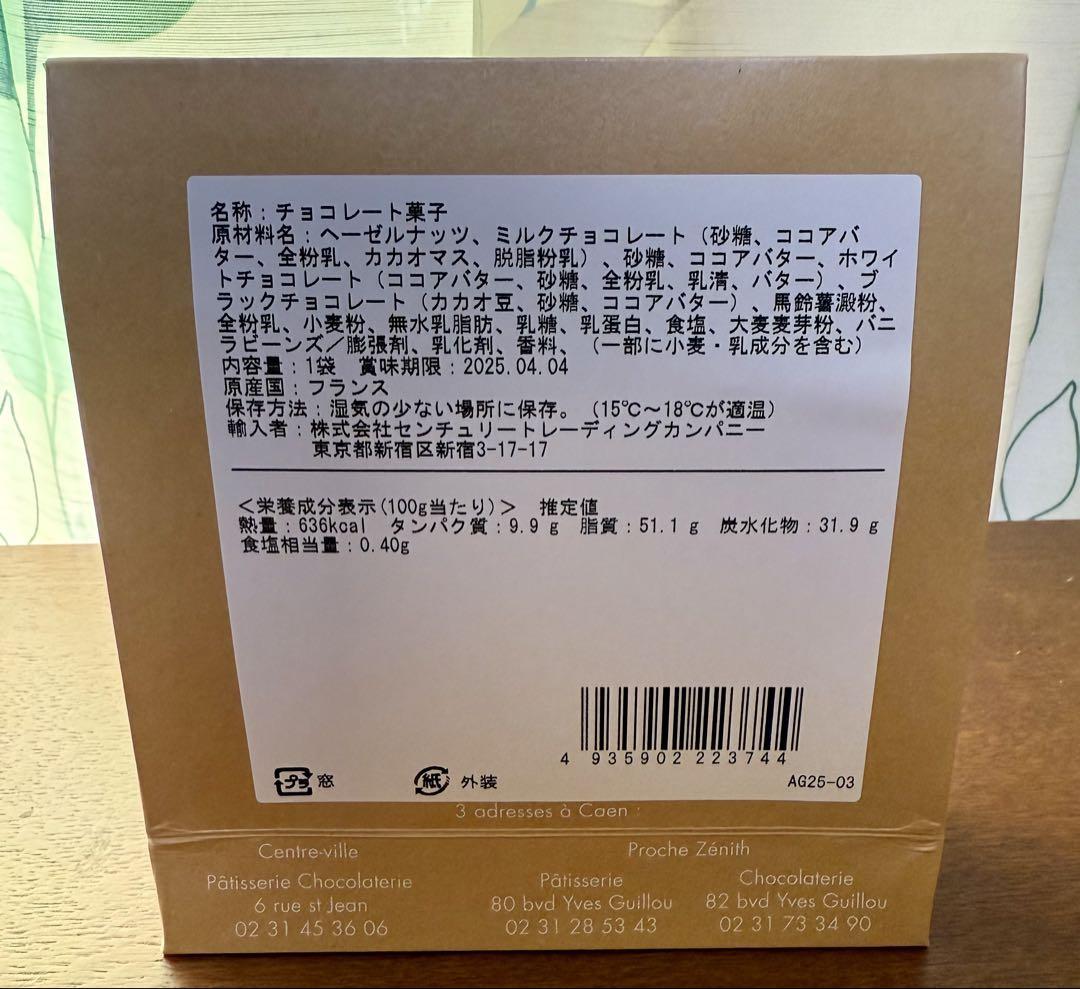 名称：チョコレート菓子
原材料名：ヘーゼルナッツ、ミルクチョコレート（砂糖、ココアバ
ター、全粉乳、カカオマス、脱脂粉乳）、砂糖、ココアバター、ホワイ
トチョコレート（ココアバター、砂糖、全粉乳、乳清、バター）、ブ
ラックチョコレート（カカオ豆、砂糖、ココアバター）、馬鈴薯澱粉、
全粉乳、小麦粉、無水乳脂肪、乳糖、乳蛋白、食塩、大麦麦芽粉、バニ
ラビーンズ／膨張剤、乳化剤、香料、（一部に小麦・乳成分を含む）
内容量：1袋　賞味期限：2025.04.04
原産国：フランス
保存方法：湿気の少ない場所に保存。（15℃～18℃が適温）
輸入者：株式会社センチュリートレーディングカンパニー
東京都新宿区新宿3-17-17
＜栄養成分表示（100g当たり）＞　推定値
熱量：636kcal　タンパク質：9.9 g　脂質：51.1 g　炭水化物：31.9 g
食塩相当量：0.40g
4 935902 223744
プラ 窓　紙 外装　AG25-03
3 adresses à Caen :
Centre-ville　Proche Zénith
Pâtisserie Chocolaterie　Pâtisserie　Chocolaterie
6 rue st Jean　80 bvd Yves Guillou　82 bvd Yves Guillou
02 31 45 36 06　02 31 28 53 43　02 31 73 34 90